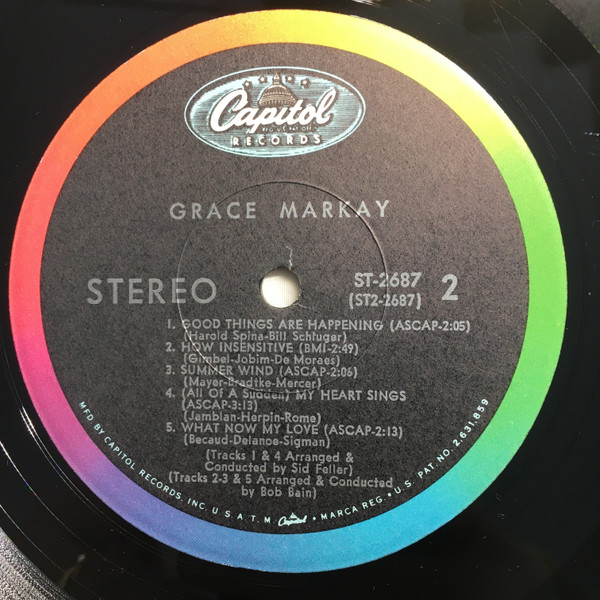 Capitol
RECORDS
GRACE MARKAY
STEREO
ST-2687
(ST2-2687)
2
1. GOOD THINGS ARE HAPPENING (ASCAP-2:05)
(Harold Spina-Bill Schluger)
2. HOW INSENSITIVE (BMI-2:49)
(Gimbel-Jobim-De Moraes)
3. SUMMER WIND (ASCAP-2:06)
(Mayer-Bradtke-Mercer)
4. (All Of A Sudden) MY HEART SINGS
(ASCAP-3:13)
(Jamblan-Herpin-Rome)
5. WHAT NOW MY LOVE (ASCAP-2:13)
(Becaud-Delanoe-Sigman)
(Tracks 1 & 4 Arranged &
Conducted by Sid Feller)
(Tracks 2-3 & 5 Arranged & Conducted
by Bob Bain)
MFD. BY CAPITOL RECORDS, INC. U.S.A. T.M. Capitol • MARCA REG. • U.S. PAT. NO. 2,631,859